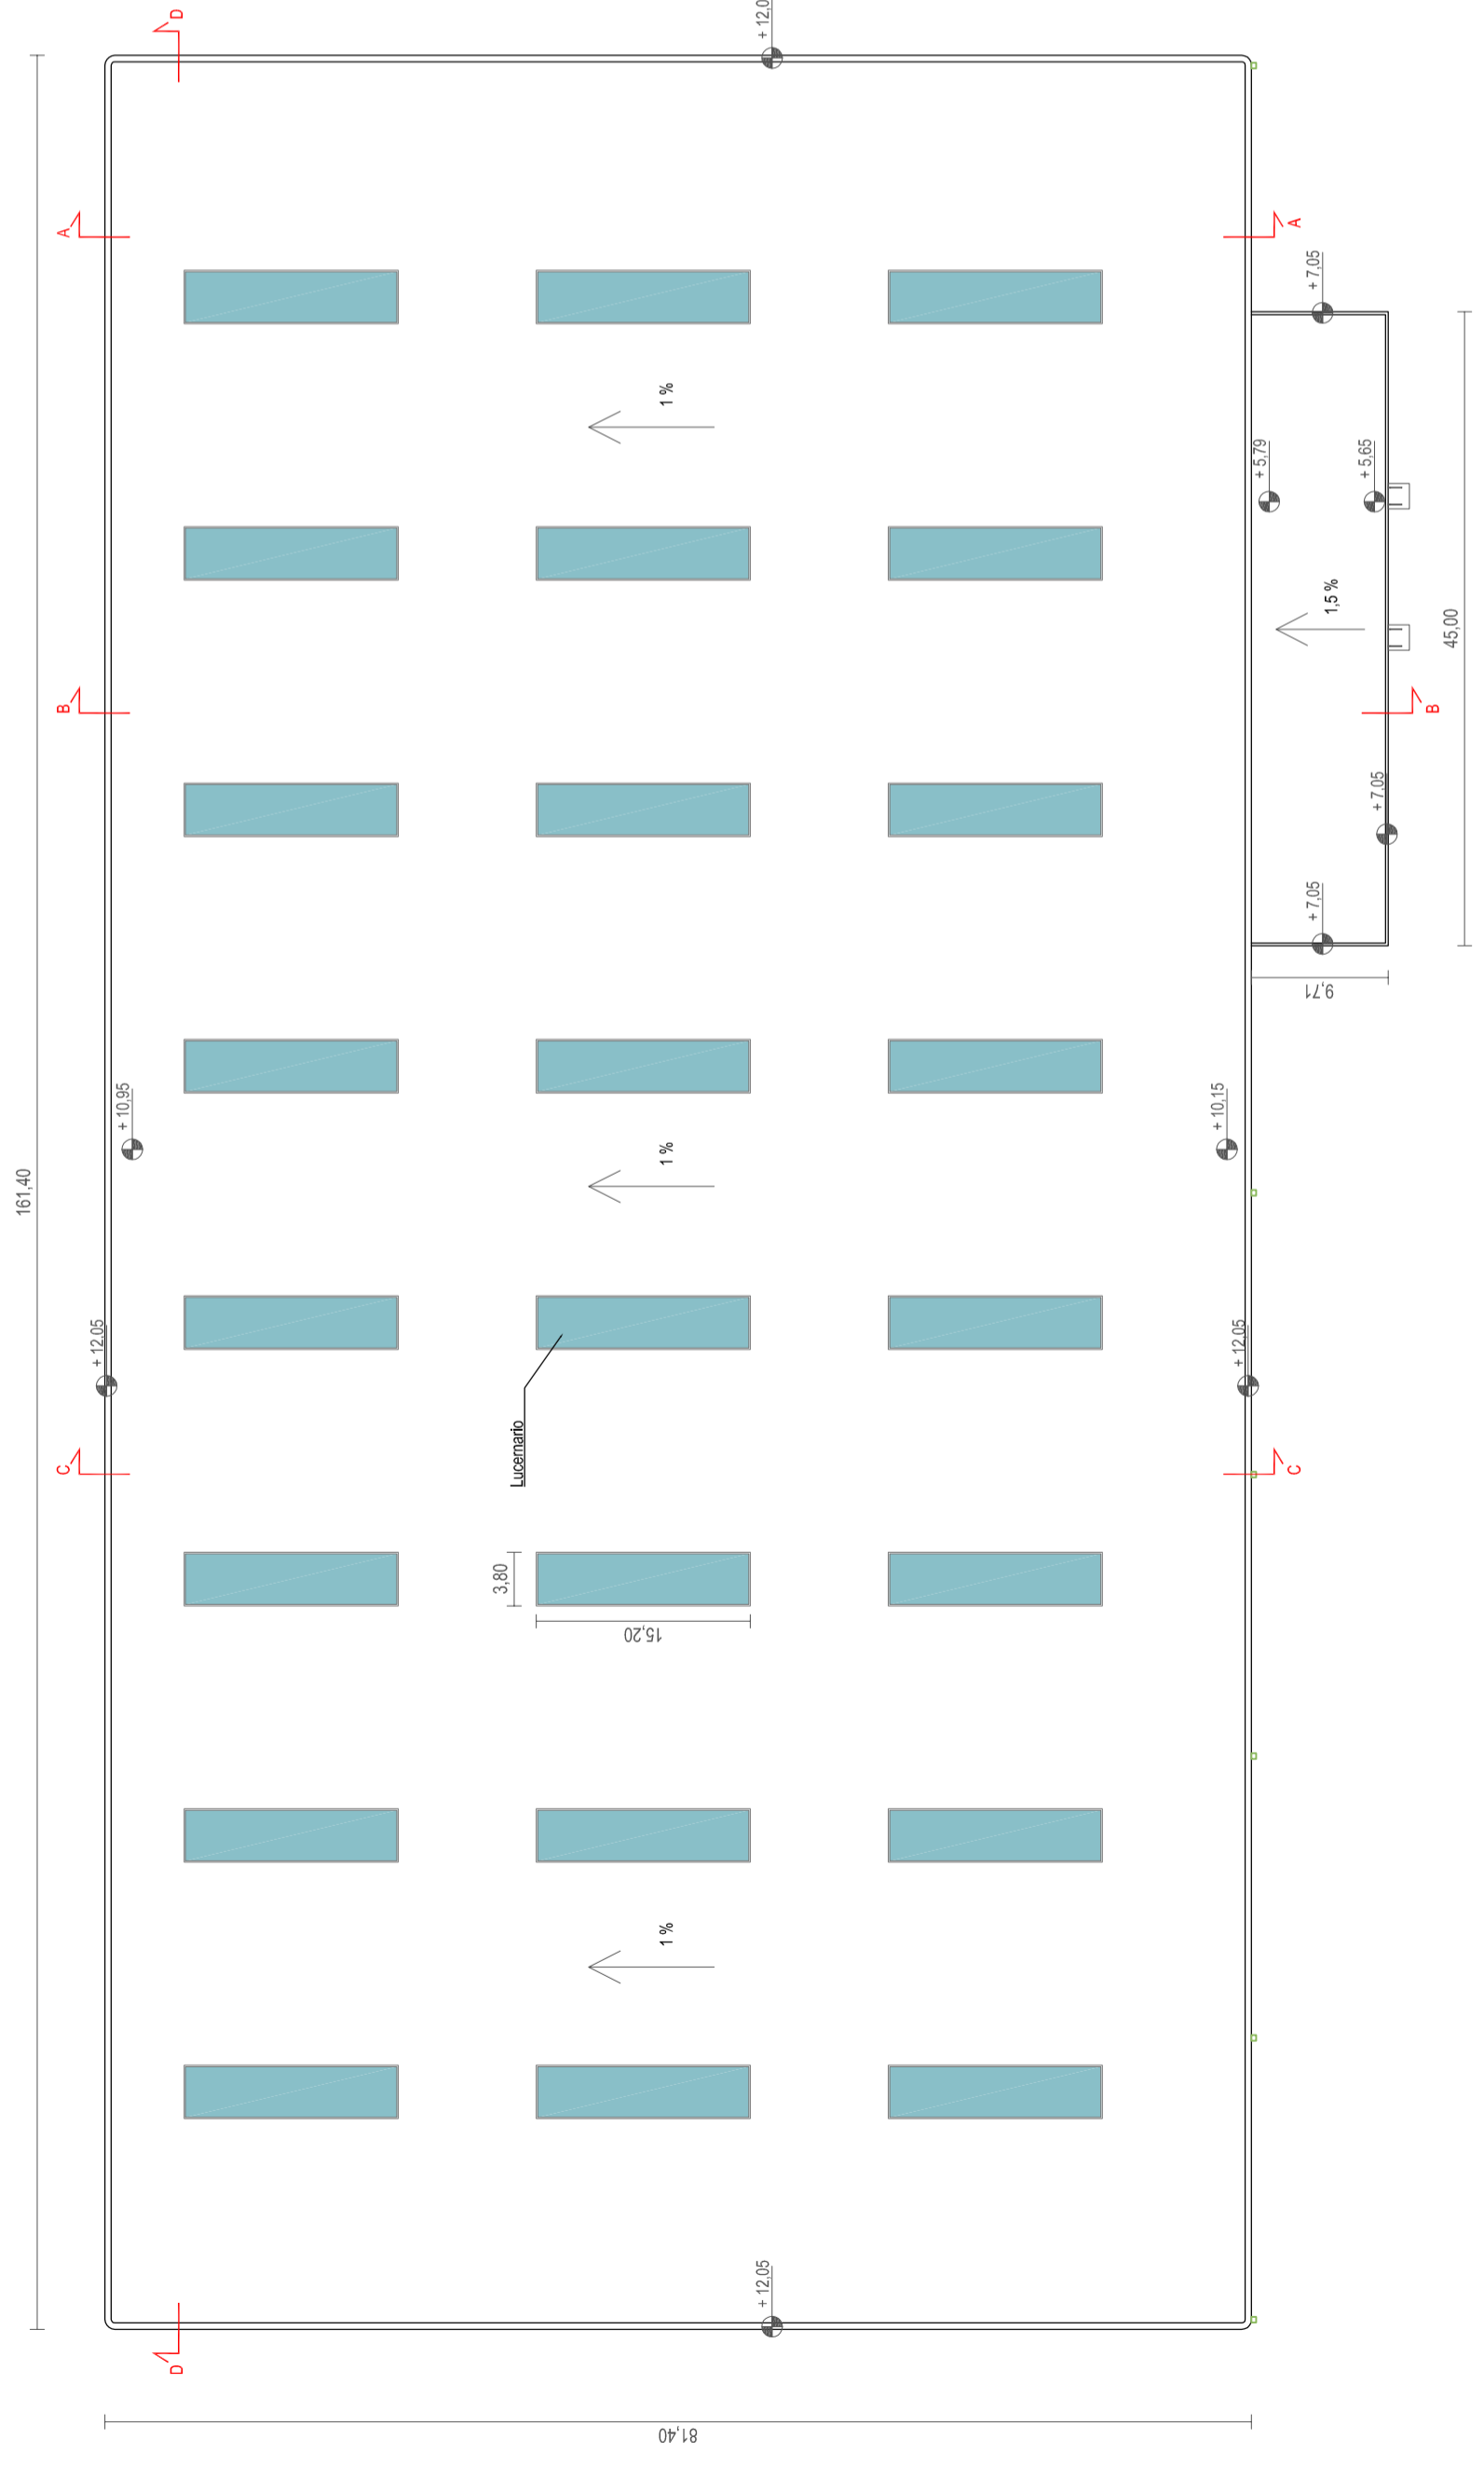 D
+ 12,0
A
A
+ 7,05
1 %
+ 5,79
+ 5,65
1,5 %
45,00
B
B
+ 7,05
+ 7,05
9,71
+ 10,95
+ 10,15
1 %
161,40
+ 12,05
+ 12,05
Lucernario
C
C
3,80
15,20
1 %
+ 12,05
D
81,40